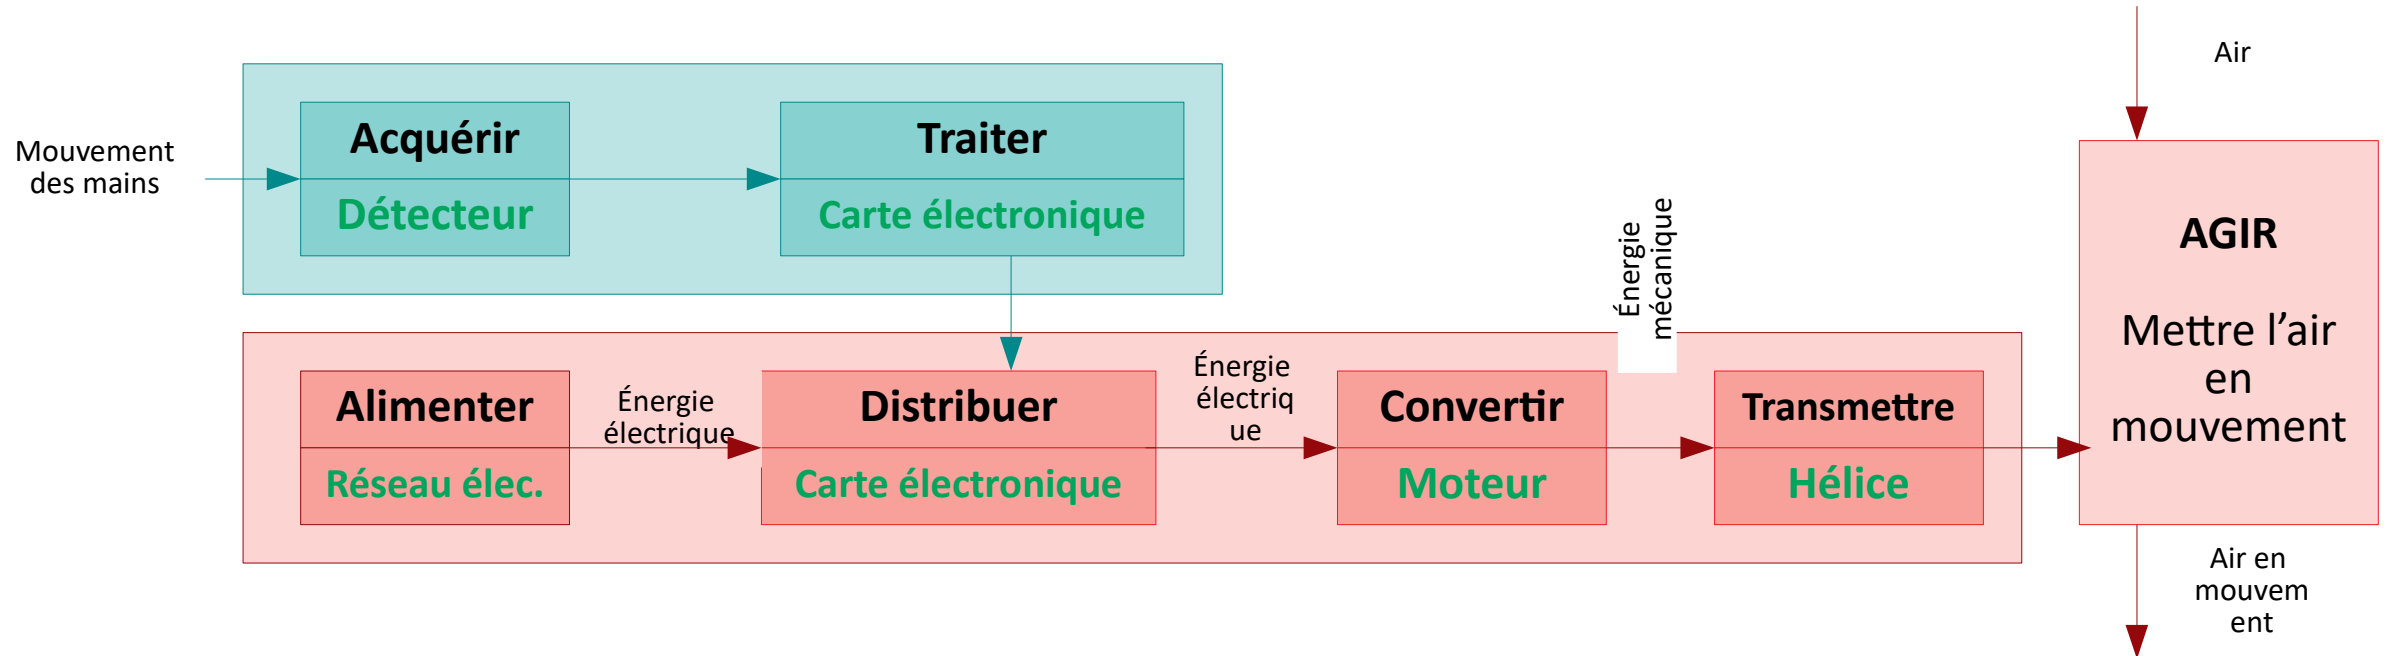 Air
Mouvement
des mains
Acquérir
Détecteur
Traiter
Carte électronique
Énergie
mécanique
AGIR
Mettre l’air
en
mouvement
Alimenter
Réseau élec.
Énergie
électrique
Distribuer
Carte électronique
Énergie
électriq
ue
Convertir
Moteur
Transmettre
Hélice
Air en
mouvem
ent